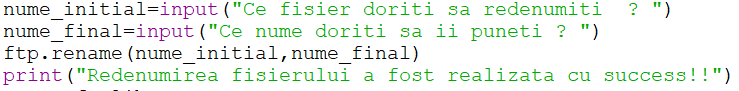 nume_initial=input("Ce fisier doriti sa redenumiti  ? ")
nume_final=input("Ce nume doriti sa ii puneti ? ")
ftp.rename(nume_initial,nume_final)
print("Redenumirea fisierului a fost realizata cu success!!")